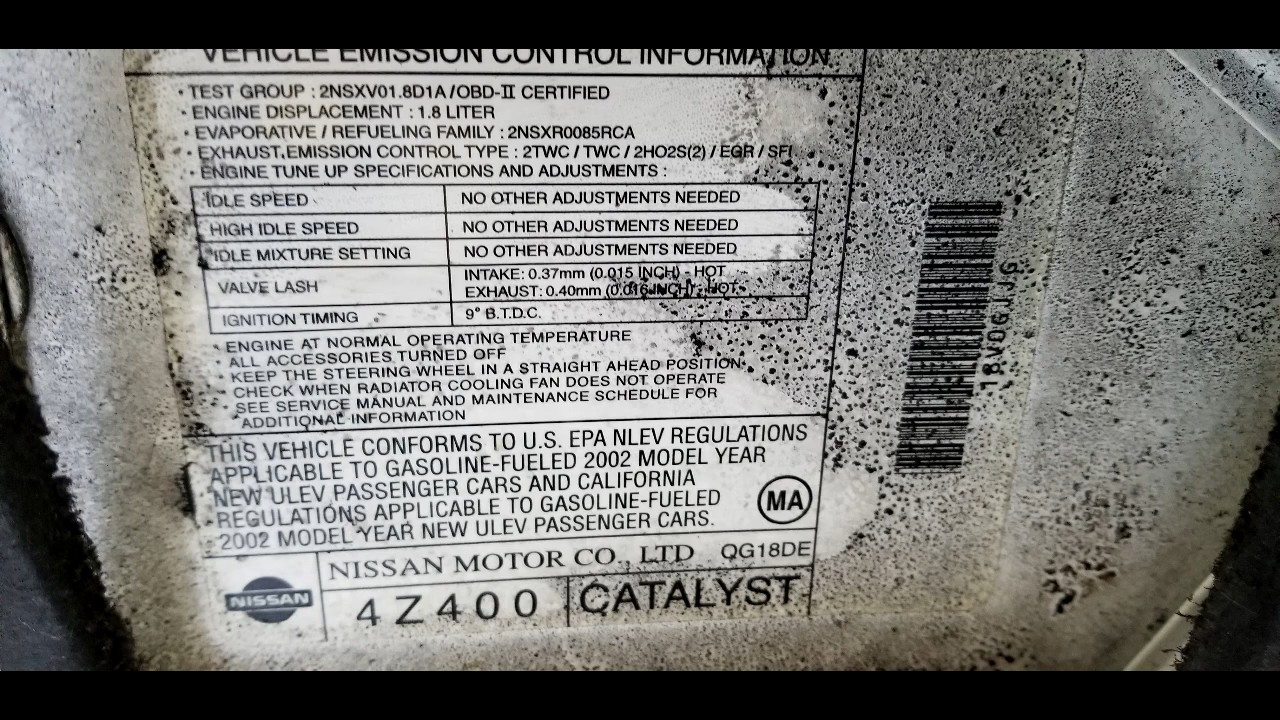 VEHICLE EMISSION CONTROL INFORMATION
· TEST GROUP : 2NSXV01.8D1A /OBD-II CERTIFIED
· ENGINE DISPLACEMENT : 1.8 LITER
· EVAPORATIVE / REFUELING FAMILY : 2NSXR0085RCA
· EXHAUST EMISSION CONTROL TYPE : 2TWC / TWC / 2HO2S(2) / EGR / SFI
· ENGINE TUNE UP SPECIFICATIONS AND ADJUSTMENTS :
IDLE SPEED NO OTHER ADJUSTMENTS NEEDED
HIGH IDLE SPEED NO OTHER ADJUSTMENTS NEEDED
IDLE MIXTURE SETTING NO OTHER ADJUSTMENTS NEEDED
VALVE LASH INTAKE: 0.37mm (0.015 INCH) - HOT
EXHAUST: 0.40mm (0.016 INCH) - HOT
IGNITION TIMING 9° B.T.D.C.
· ENGINE AT NORMAL OPERATING TEMPERATURE
ALL ACCESSORIES TURNED OFF
KEEP THE STEERING WHEEL IN A STRAIGHT AHEAD POSITION
CHECK WHEN RADIATOR COOLING FAN DOES NOT OPERATE
SEE SERVICE MANUAL AND MAINTENANCE SCHEDULE FOR
ADDITIONAL INFORMATION
THIS VEHICLE CONFORMS TO U.S. EPA NLEV REGULATIONS
APPLICABLE TO GASOLINE-FUELED 2002 MODEL YEAR
NEW ULEV PASSENGER CARS AND CALIFORNIA
REGULATIONS APPLICABLE TO GASOLINE-FUELED
2002 MODEL YEAR NEW ULEV PASSENGER CARS.
MA
NISSAN MOTOR CO., LTD QG18DE
NISSAN
4Z400 CATALYST